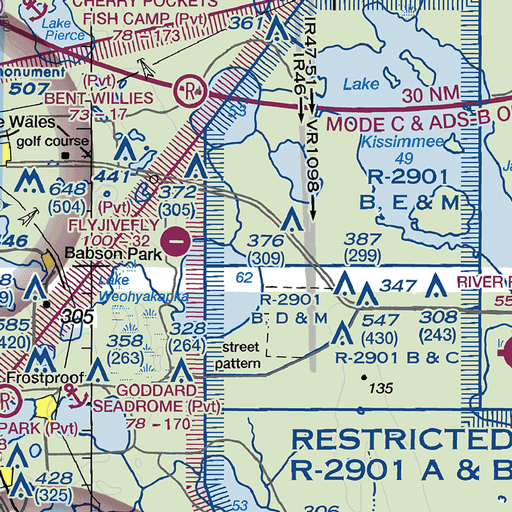 CHERRY POCKETS
FISH CAMP (Pvt)
78 - 173
361
Lake
Pierce
IR47-51
IR46
VR1098
monument
507
(Pvt)
BENT WILLIES
73 - 17
R
53
Lake
Kissimmee
49
30 NM
MODE C & ADS-B O
e Wales
golf course
R-2901
B, E & M
648
(504)
441
372
(305)
(Pvt)
FLYJIVEFLY
100 - 32
Babson Park
446
376
(309)
387
(299)
62
Lake
Weohyakapka
305
347
RIVER R
55
R-2901
B, D & M
547
(430)
308
(243)
585
420)
358
(263)
328
(264)
street
pattern
R-2901 B & C
Frostproof
135
GODDARD
SEADROME (Pvt)
78 - 170
R
PARK (Pvt)
RESTRICTED
R-2901 A & B
428
(325)
53
306